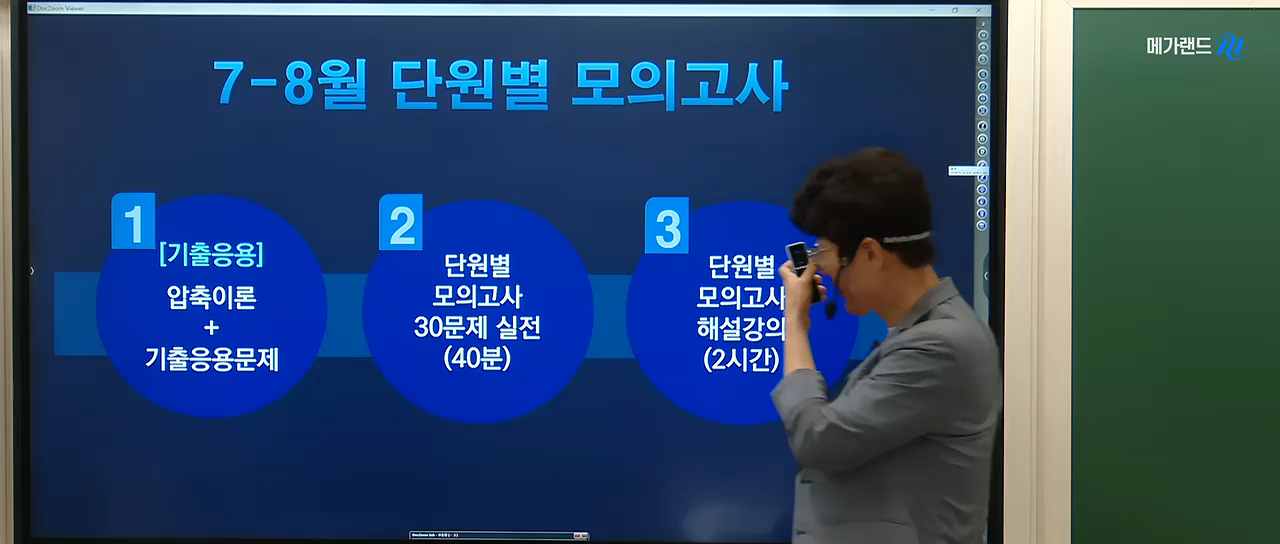 DocZoom Viewer
메가랜드
7-8월 단원별 모의고사
1
[기출응용]
압축이론
+
기출응용문제
2
단원별
모의고사
30문제 실전
(40분)
3
단원별
모의고사
해설강의
(2시간)